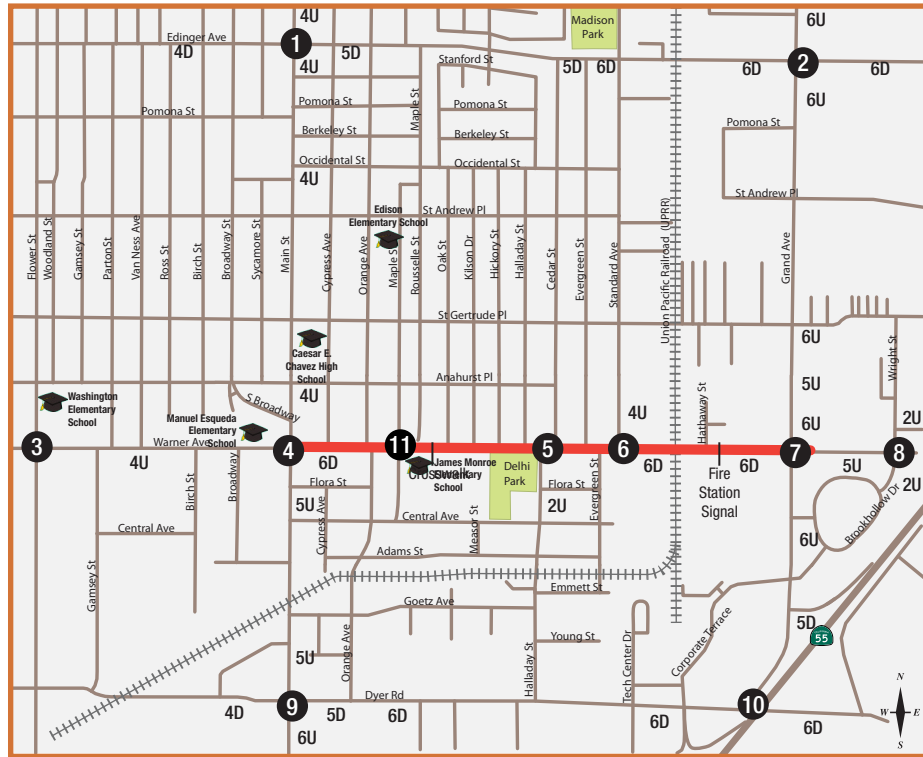 4U
6U
Madison
Park
Edinger Ave
4D
1
5D
4U
Stanford St
5D
6D
6D
2
6D
6U
Pomona St
Pomona St
Maple St
Pomona St
Pomona St
Berkeley St
Berkeley St
Occidental St
Occidental St
4U
St Andrew Pl
Edison
Elementary School
St Andrew Pl
Flower St
Woodland St
Garnsey St
Parton St
Van Ness Ave
Ross St
Birch St
Broadway St
Sycamore St
Main St
Cypress Ave
Orange Ave
Maple St
Rousselle St
Oak St
Kilson Dr
Hickory St
Halladay St
Cedar St
Evergreen St
Standard Ave
Union Pacific Railroad (UPRR)
Grand Ave
St Gertrude Pl
6U
Wright St
Caesar E.
Chavez High
School
Anahurst Pl
4U
5U
Washington
Elementary
School
S Broadway
Manuel Esqueda
Elementary
School
4U
Hathaway St
6U
2U
3
Warner Ave
4
11
5
6
7
8
4U
Broadway
6D
James Monroe
Elementary
School
Crosswalk
Delhi
Park
6D
Fire
Station
Signal
6D
5U
2U
Birch St
Flora St
5U
Cypress Ave
Flora St
2U
Evergreen St
Brookhollow Dr
Central Ave
Central Ave
Measor St
6U
Adams St
Garnsey St
Emmett St
Goetz Ave
5D
55
Young St
Orange Ave
5U
Halladay St
Tech Center Dr
Corporate Terrace
Dyer Rd
9
4D
5D
6D
6D
10
6D
6U
N
W
E
S